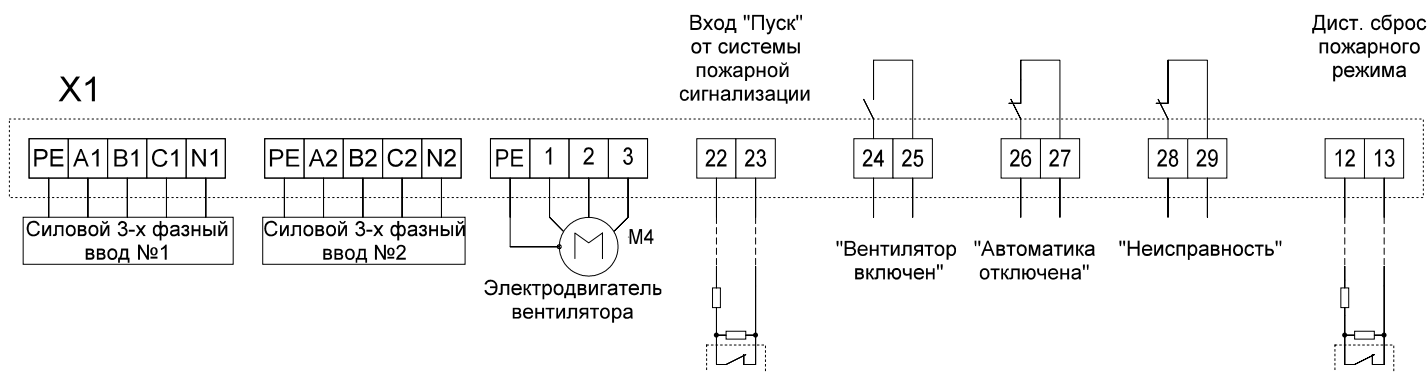 Вход "Пуск"
от системы
пожарной
сигнализации
Дист. сброс
пожарного
режима
X1
PE A1 B1 C1 N1
PE A2 B2 C2 N2
PE 1 2 3
22 23
24 25
26 27
28 29
12 13
Силовой 3-х фазный
ввод №1
Силовой 3-х фазный
ввод №2
M
М4
Электродвигатель
вентилятора
"Вентилятор
включен"
"Автоматика
отключена"
"Неисправность"